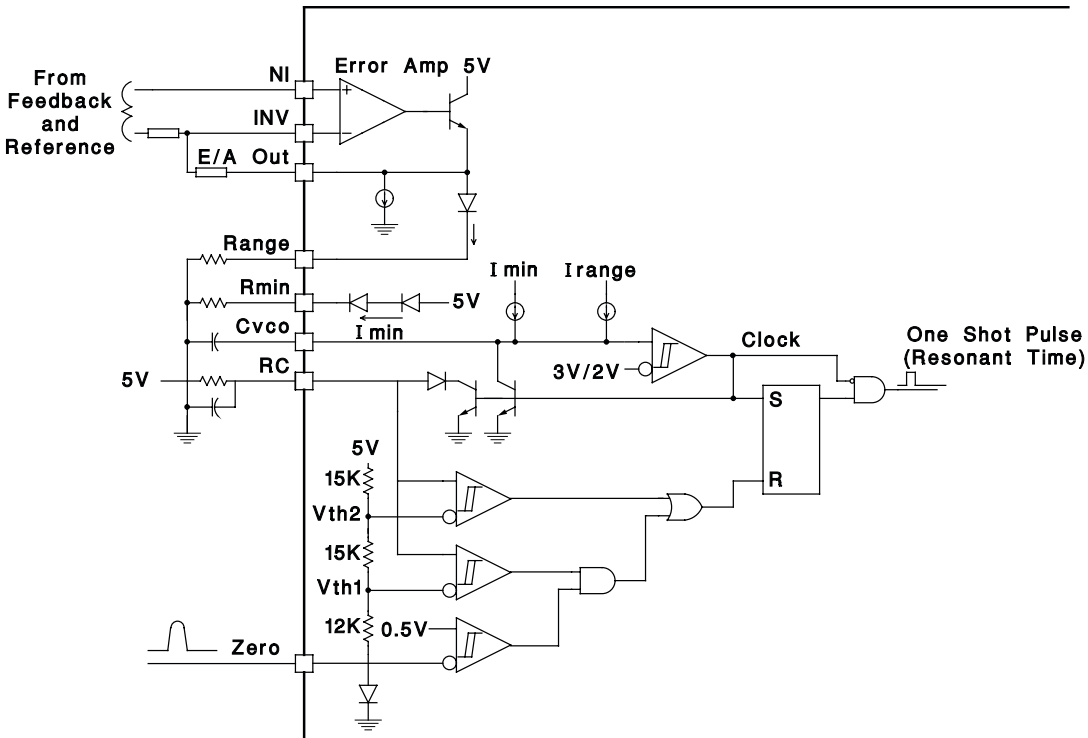 Error Amp 5V
NI
From
Feedback
and
Reference
+
INV
−
E/A Out
Range
I min
I range
Rmin
5V
I min
Cvco
Clock
One Shot Pulse
(Resonant Time)
3V/2V
RC
5V
S
5V
15K
R
Vth2
15K
Vth1
12K
0.5V
Zero